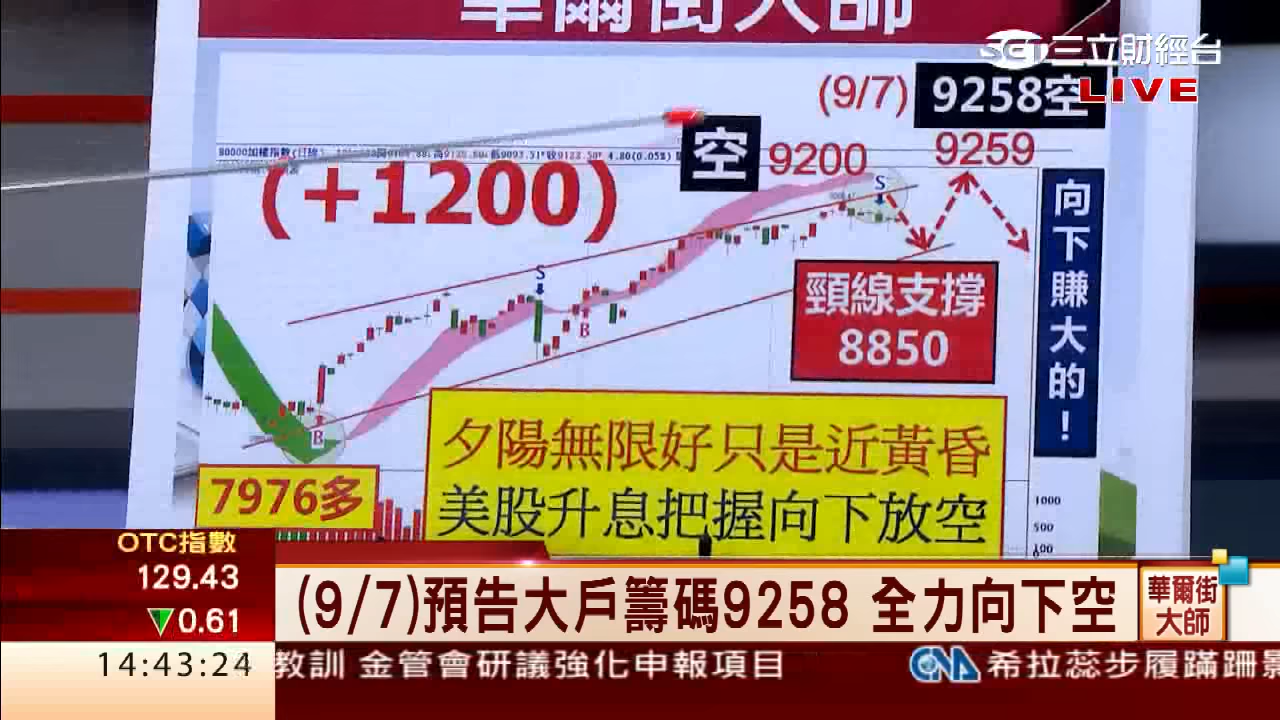 華爾街大師
SET 三立財經台
LIVE
(9/7) 9258空
空 9200 9259
(+1200)
S
S
B
B
向下賺大的！
頸線支撐
8850
夕陽無限好只是近黃昏
美股升息把握向下放空
7976多
1000
500
100
OTC指數
129.43
▼0.61
(9/7)預告大戶籌碼9258 全力向下空
華爾街
大師
14:43:24
教訓 金管會研議強化申報項目 CNA 希拉蕊步履蹣跚影